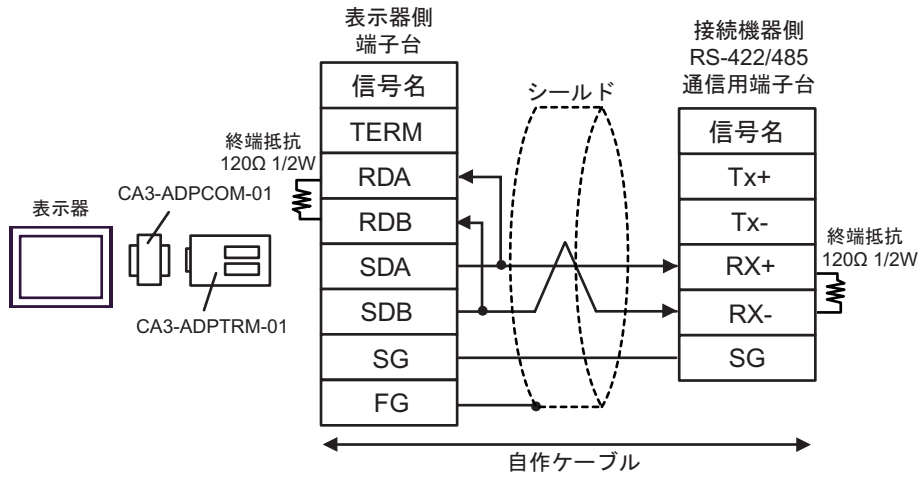 表示器側
端子台
信号名
TERM
RDA
RDB
SDA
SDB
SG
FG
終端抵抗
120Ω 1/2W
表示器
CA3-ADPCOM-01
CA3-ADPTRM-01
シールド
接続機器側
RS-422/485
通信用端子台
信号名
Tx+
Tx-
RX+
RX-
SG
終端抵抗
120Ω 1/2W
自作ケーブル